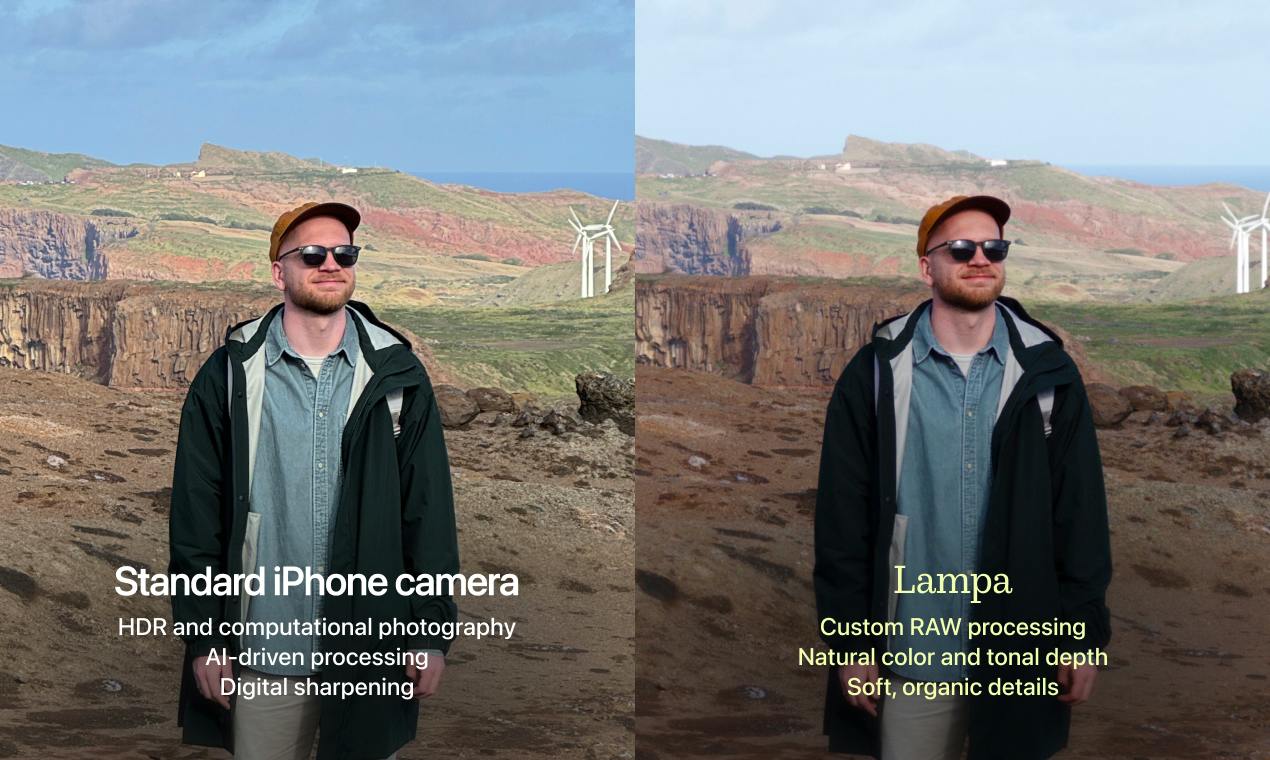 Standard iPhone camera
HDR and computational photography
AI-driven processing
Digital sharpening
Lampa
Custom RAW processing
Natural color and tonal depth
Soft, organic details